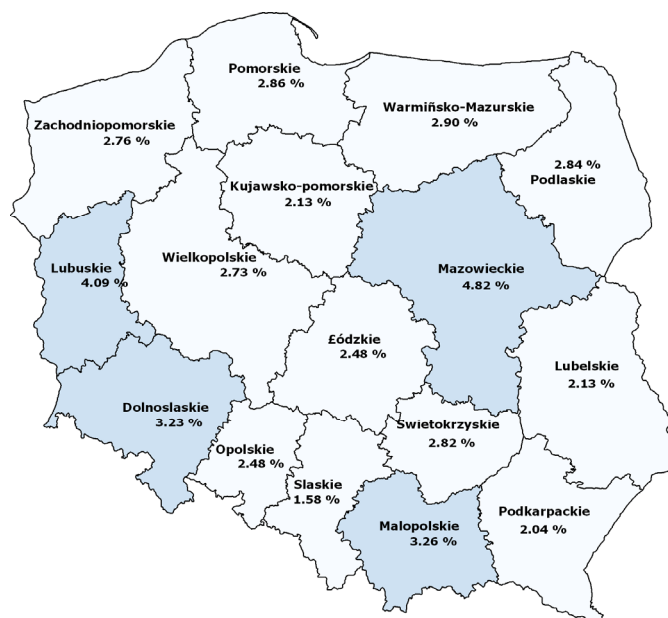 Pomorskie
2.86 %
Warmiñsko-Mazurskie
2.90 %
Zachodniopomorskie
2.76 %
2.84 %
Podlaskie
Kujawsko-pomorskie
2.13 %
Lubuskie
4.09 %
Wielkopolskie
2.73 %
Mazowieckie
4.82 %
£ódzkie
2.48 %
Lubelskie
2.13 %
Dolnoslaskie
3.23 %
Swietokrzyskie
2.82 %
Opolskie
2.48 %
Slaskie
1.58 %
Malopolskie
3.26 %
Podkarpackie
2.04 %